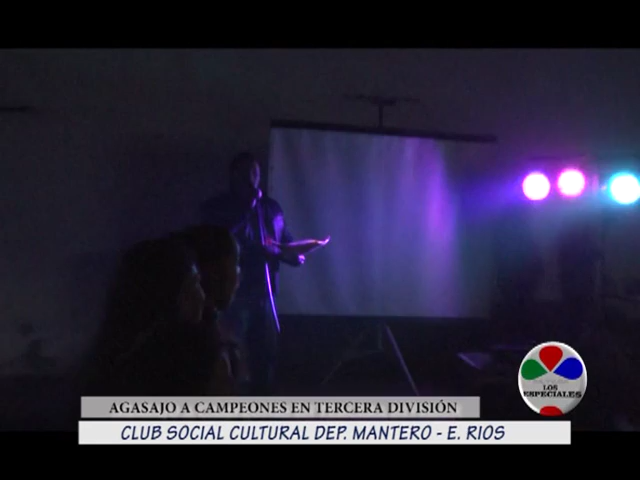 LOS
ESPECIALES
AGASAJO A CAMPEONES EN TERCERA DIVISIÓN
CLUB SOCIAL CULTURAL DEP. MANTERO - E. RIOS